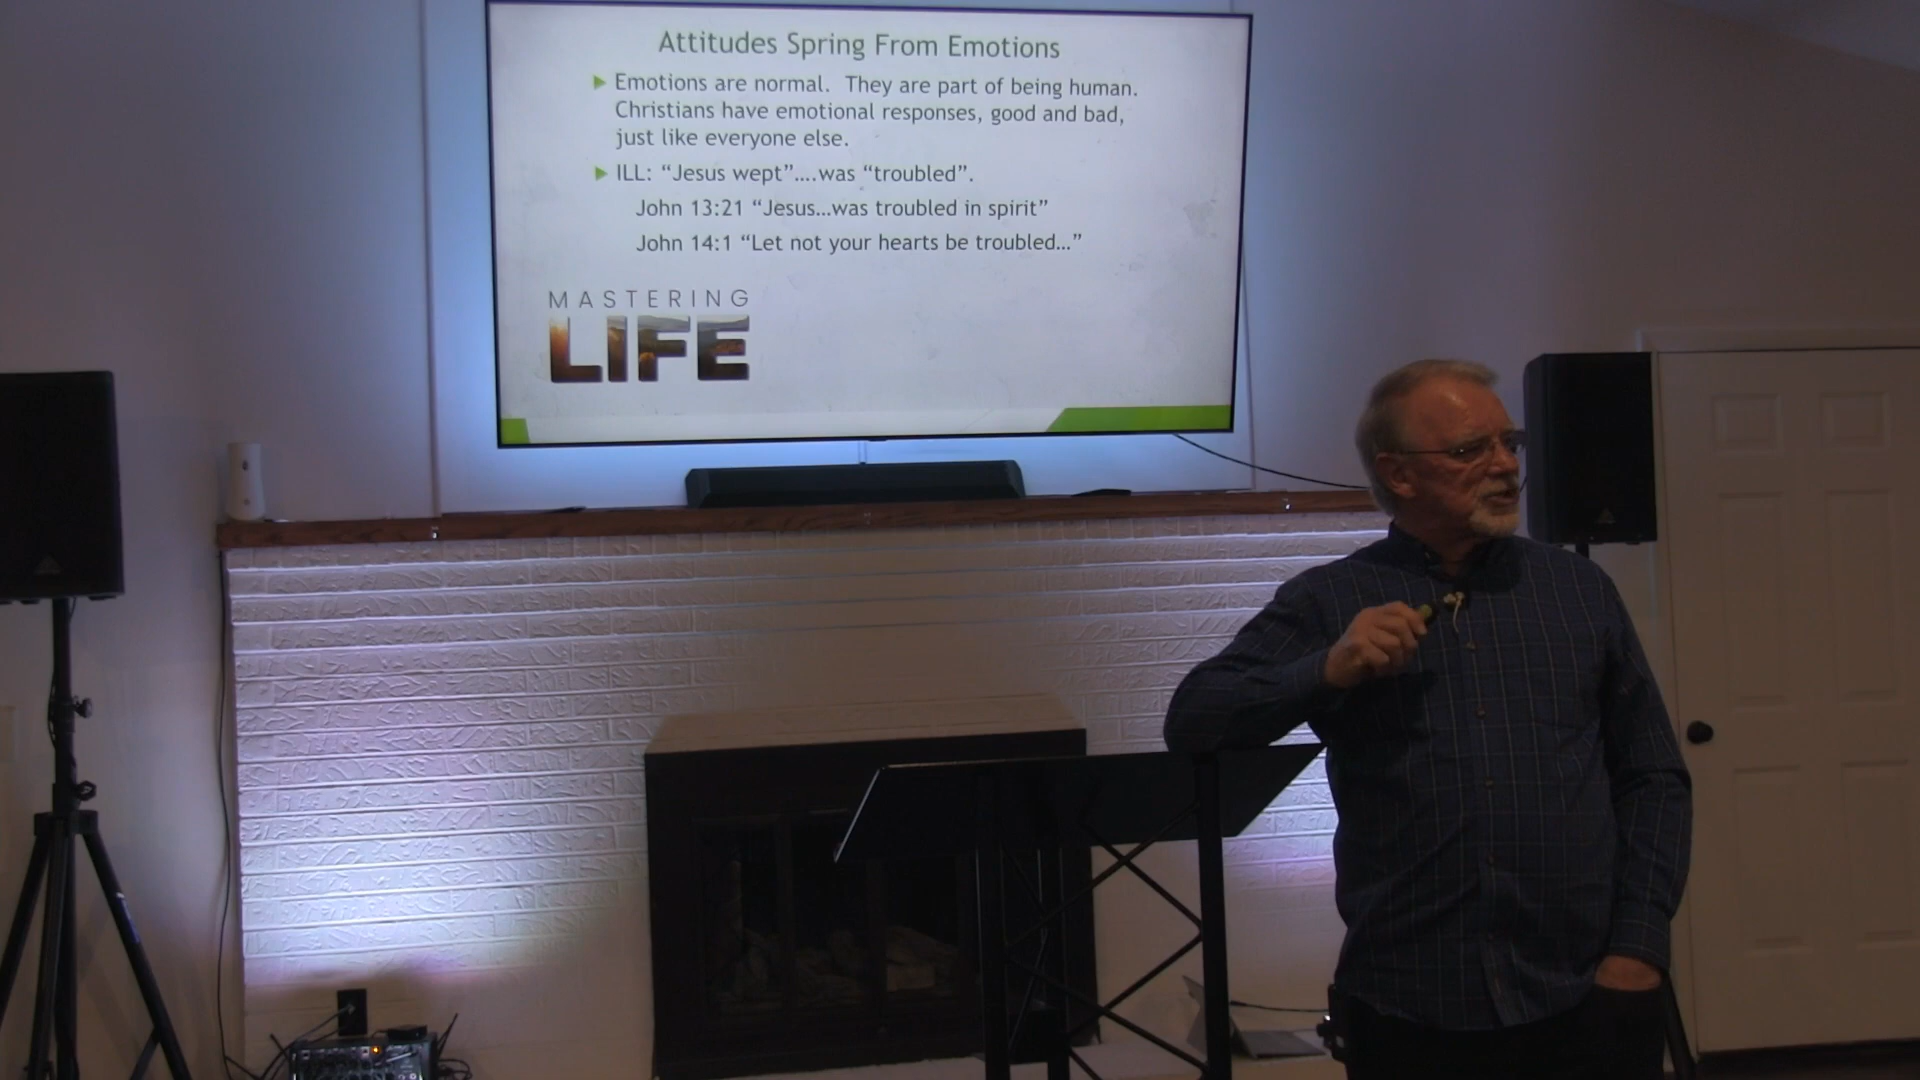 Attitudes Spring From Emotions
Emotions are normal.  They are part of being human.
Christians have emotional responses, good and bad,
just like everyone else.
ILL: “Jesus wept”....was “troubled”.
John 13:21 “Jesus...was troubled in spirit”
John 14:1 “Let not your hearts be troubled...”
MASTERING
LIFE